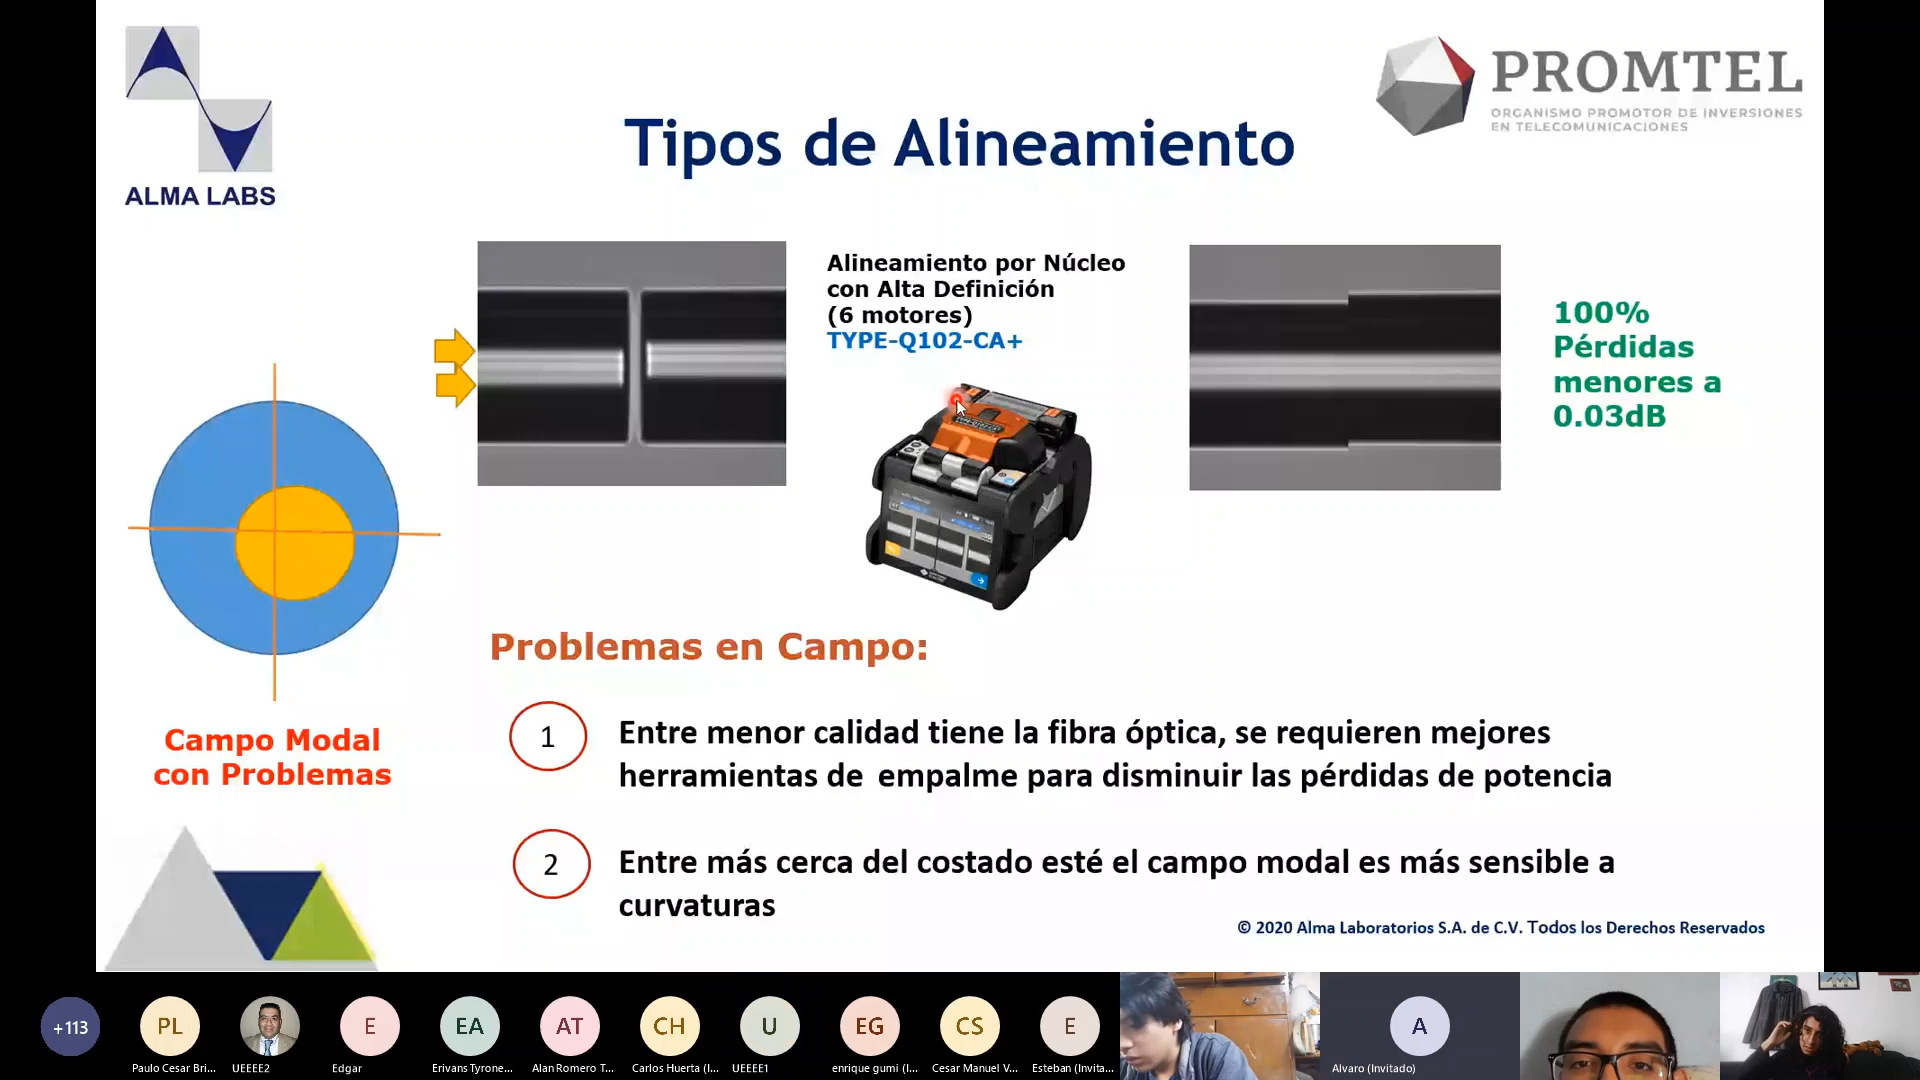 ALMA LABS
PROMTEL
ORGANISMO PROMOTOR DE INVERSIONES
EN TELECOMUNICACIONES
Tipos de Alineamiento
Alineamiento por Núcleo
con Alta Definición
(6 motores)
TYPE-Q102-CA+
100%
Pérdidas
menores a
0.03dB
Campo Modal
con Problemas
Problemas en Campo:
1
Entre menor calidad tiene la fibra óptica, se requieren mejores
herramientas de empalme para disminuir las pérdidas de potencia
2
Entre más cerca del costado esté el campo modal es más sensible a
curvaturas
© 2020 Alma Laboratorios S.A. de C.V. Todos los Derechos Reservados
+113
PL
E
EA
AT
CH
U
EG
CS
E
A
Paulo Cesar Bri...
UEEEE2
Edgar
Erivans Tyrone...
Alan Romero T...
Carlos Huerta (I...
UEEEE1
enrique gumi (I...
Cesar Manuel V...
Esteban (Invita...
Alvaro (Invitado)